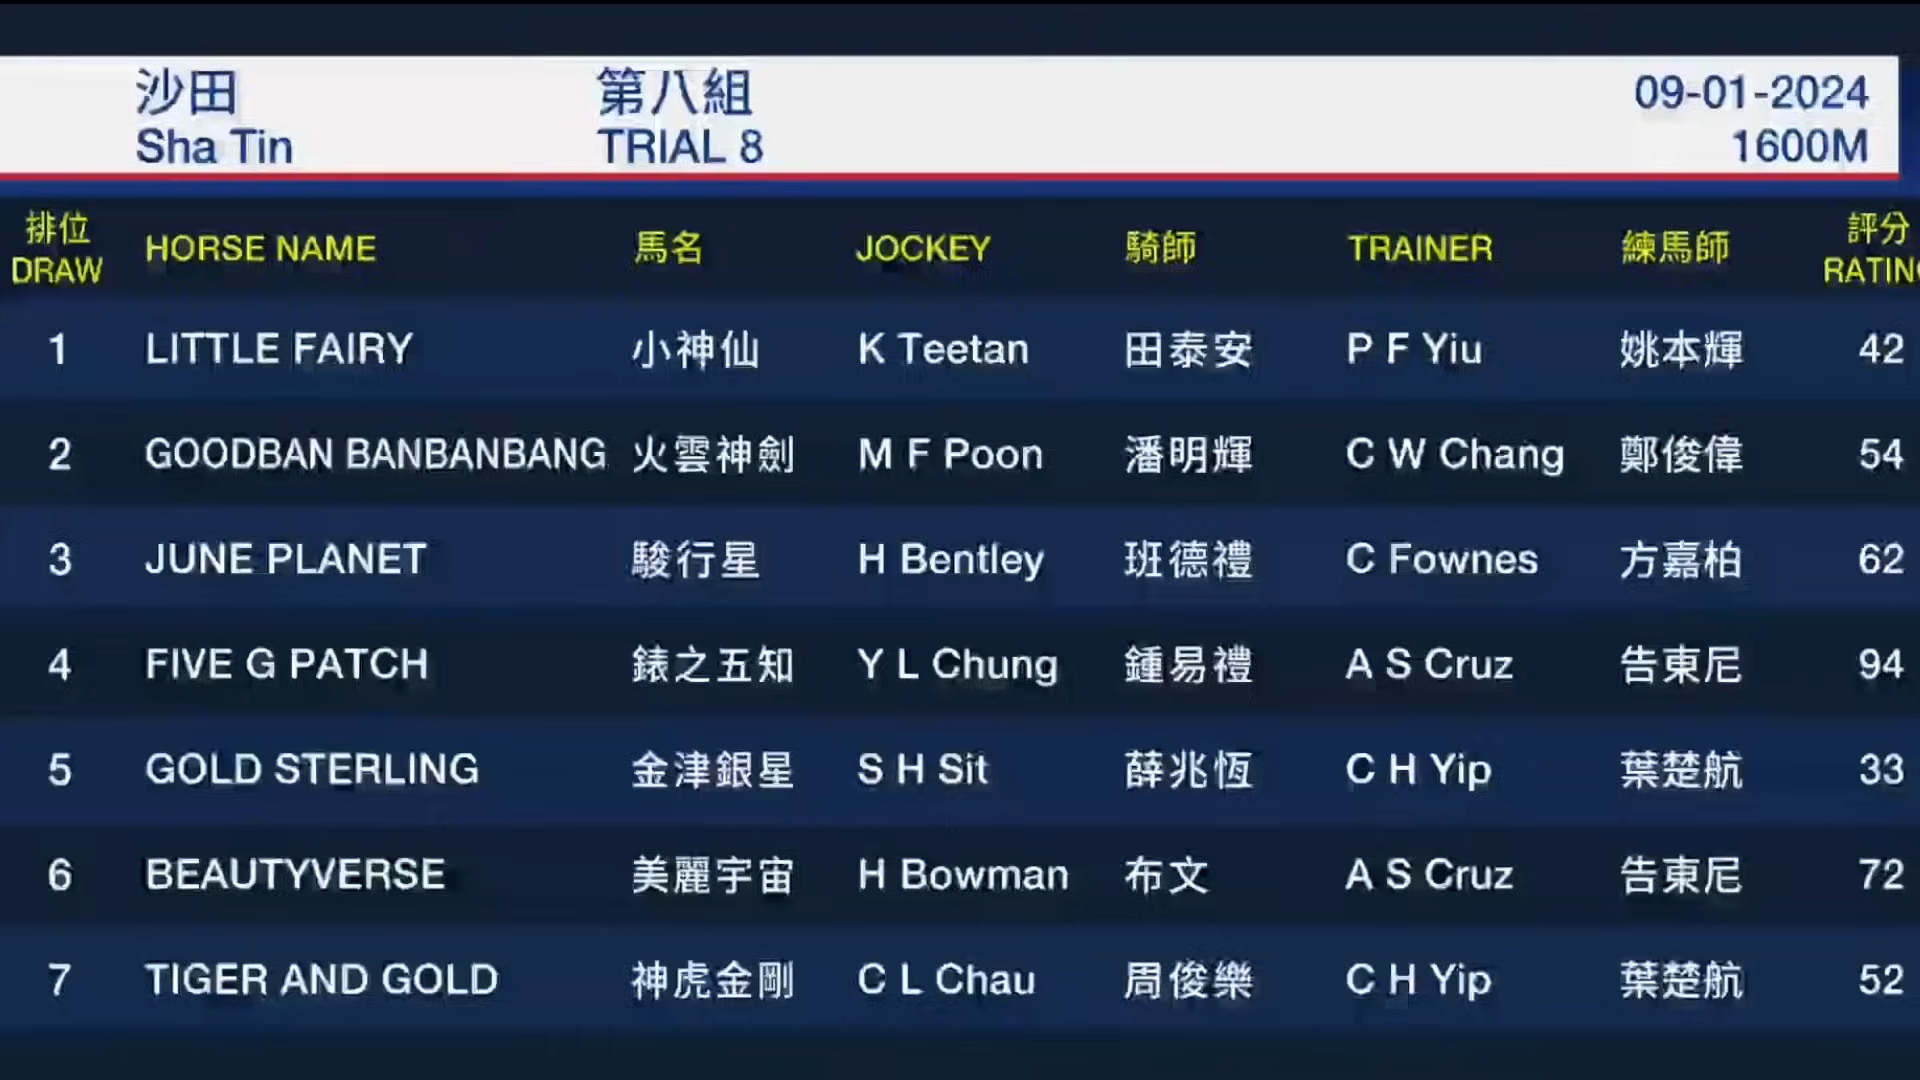 沙田 第八組 09-01-2024
Sha Tin TRIAL 8 1600M
排位 HORSE NAME 馬名 JOCKEY 騎師 TRAINER 練馬師 評分
DRAW RATING
1 LITTLE FAIRY 小神仙 K Teetan 田泰安 P F Yiu 姚本輝 42
2 GOODBAN BANBANBANG 火雲神劍 M F Poon 潘明輝 C W Chang 鄭俊偉 54
3 JUNE PLANET 駿行星 H Bentley 班德禮 C Fownes 方嘉柏 62
4 FIVE G PATCH 錶之五知 Y L Chung 鍾易禮 A S Cruz 告東尼 94
5 GOLD STERLING 金津銀星 S H Sit 薛兆恆 C H Yip 葉楚航 33
6 BEAUTYVERSE 美麗宇宙 H Bowman 布文 A S Cruz 告東尼 72
7 TIGER AND GOLD 神虎金剛 C L Chau 周俊樂 C H Yip 葉楚航 52